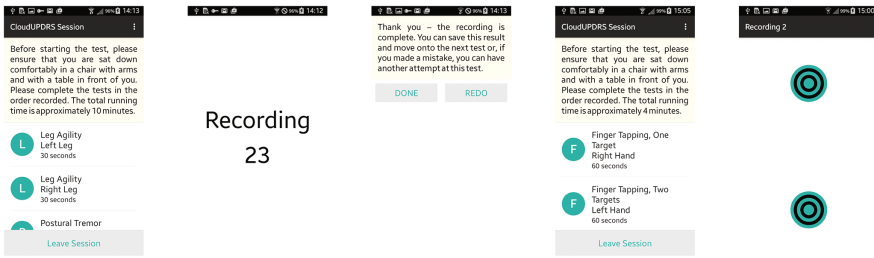 90% 14:13
CloudUPDRS Session
Before starting the test, please
ensure that you are sat down
comfortably in a chair with arms
and with a table in front of you.
Please complete the tests in the
order recorded. The total running
time is approximately 10 minutes.
L
Leg Agility
Left Leg
30 seconds
L
Leg Agility
Right Leg
30 seconds
Postural Tremor
Leave Session
14:12
Recording
23
14:13
Thank you – the recording is
complete. You can save this result
and move onto the next test or, if
you made a mistake, you can have
another attempt at this test.
DONE
REDO
99% 15:05
CloudUPDRS Session
Before starting the test, please
ensure that you are sat down
comfortably in a chair with arms
and with a table in front of you.
Please complete the tests in the
order recorded. The total running
time is approximately 4 minutes.
F
Finger Tapping, One
Target
Right Hand
60 seconds
F
Finger Tapping, Two
Targets
Left Hand
60 seconds
Leave Session
99% 15:00
Recording 2